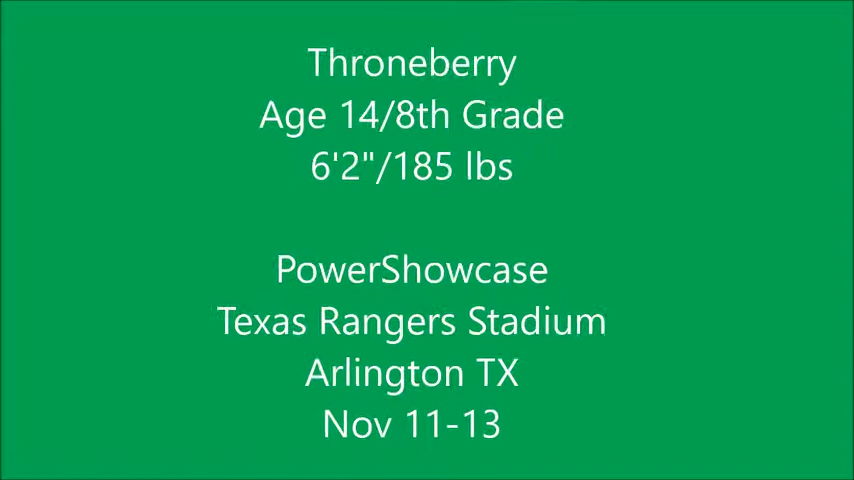 Throneberry
Age 14/8th Grade
6'2"/185 lbs
PowerShowcase
Texas Rangers Stadium
Arlington TX
Nov 11-13